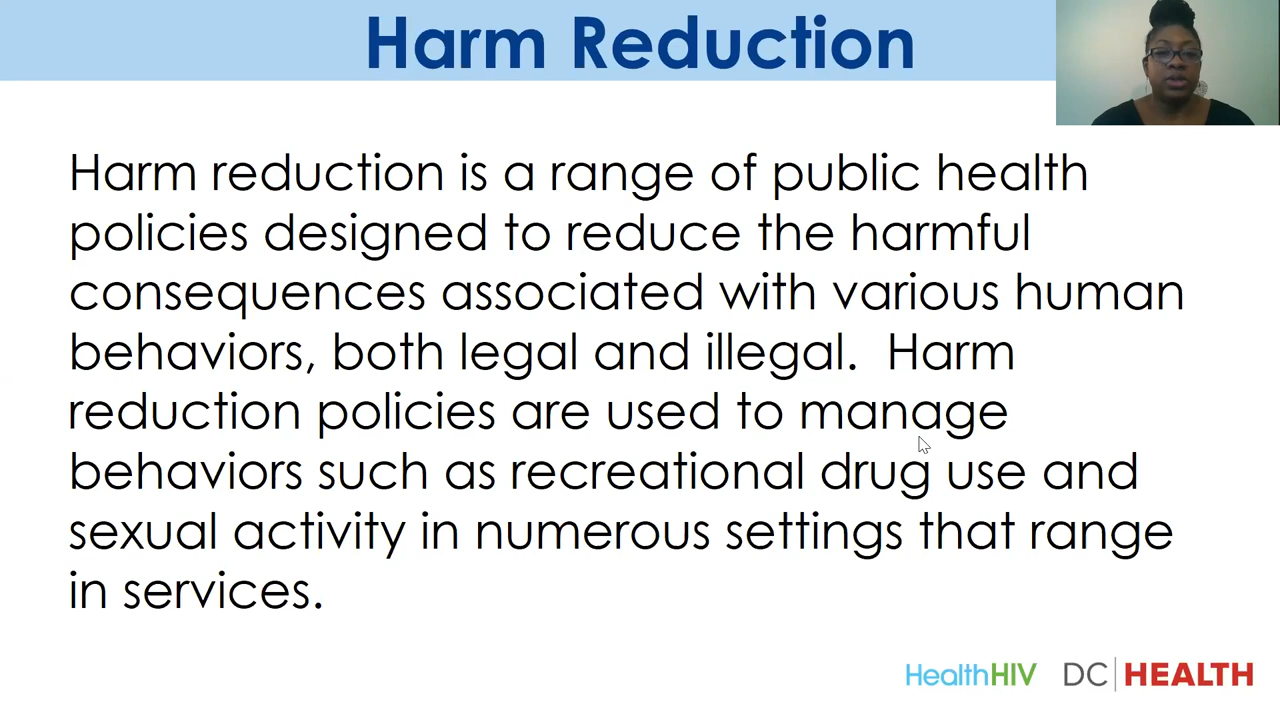 Harm Reduction
Harm reduction is a range of public health
policies designed to reduce the harmful
consequences associated with various human
behaviors, both legal and illegal.  Harm
reduction policies are used to manage
behaviors such as recreational drug use and
sexual activity in numerous settings that range
in services.
HealthHIV DC HEALTH